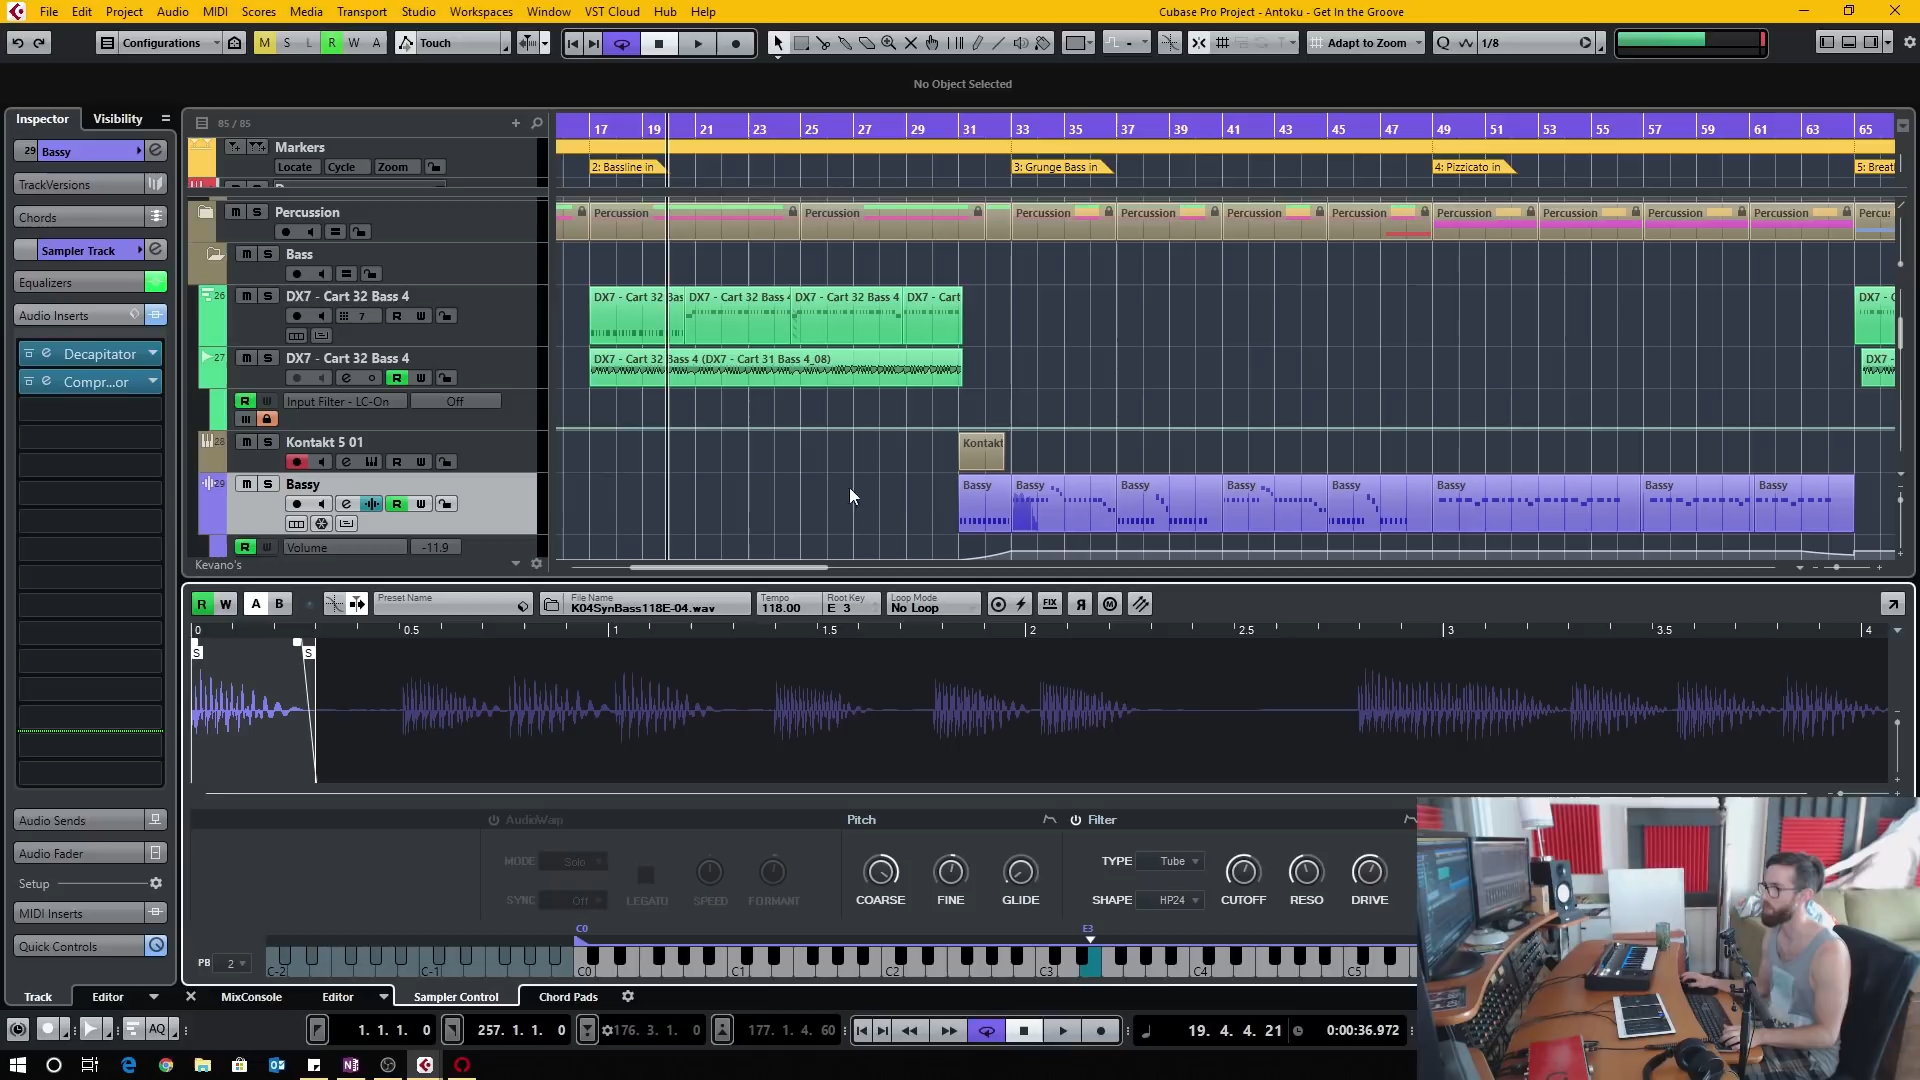 File Edit Project Audio MIDI Scores Media Transport Studio Workspaces Window VST Cloud Hub Help
Cubase Pro Project - Antoku - Get In the Groove
Configurations M S L R W A Touch Adapt to Zoom Q 1/8
No Object Selected
Inspector Visibility
85 / 85
17 19 21 23 25 27 29 31 33 35 37 39 41 43 45 47 49 51 53 55 57 59 61 63 65
29 Bassy
Markers
Locate Cycle Zoom
2: Bassline in
3: Grunge Bass in
4: Pizzicato in
5: Breat
TrackVersions
Chords
Sampler Track
Equalizers
Audio Inserts
Decapitator
Compr...or
m S Percussion
Percussion Percussion Percussion Percussion Percussion Percussion Percussion Percussion Percussion Percussion Percus
m S Bass
26 m S DX7 - Cart 32 Bass 4
7 R W
DX7 - Cart 32 Bas DX7 - Cart 32 Bass 4 DX7 - Cart 32 Bass 4 DX7 - Cart
DX7 - C
27 m S DX7 - Cart 32 Bass 4
e R W
DX7 - Cart 32 Bass 4 (DX7 - Cart 31 Bass 4_08)
DX7 -
R W Input Filter - LC-On Off
28 m S Kontakt 5 01
e R W
Kontakt
29 m S Bassy
e R W
Bassy Bassy Bassy Bassy Bassy Bassy Bassy Bassy
R W Volume -11.9
Kevano's
R W A B
Preset Name
File Name
K04SynBass118E-04.wav
Tempo
118.00
Root Key
E 3
Loop Mode
No Loop
FIX
0 0.5 1 1.5 2 2.5 3 3.5 4
S S
AudioWarp
Pitch
Filter
MODE Solo
SYNC Off
LEGATO SPEED FORMANT
COARSE FINE GLIDE
TYPE Tube
SHAPE HP24
CUTOFF RESO DRIVE
C0
E3
PB 2
C-2 C-1 C0 C1 C2 C3 C4 C5
Audio Sends
Audio Fader
Setup
MIDI Inserts
Quick Controls
Track Editor
MixConsole Editor Sampler Control Chord Pads
AQ
1. 1. 1. 0
257. 1. 1. 0
176. 3. 1. 0
177. 1. 4. 60
19. 4. 4. 21
0:00:36.972